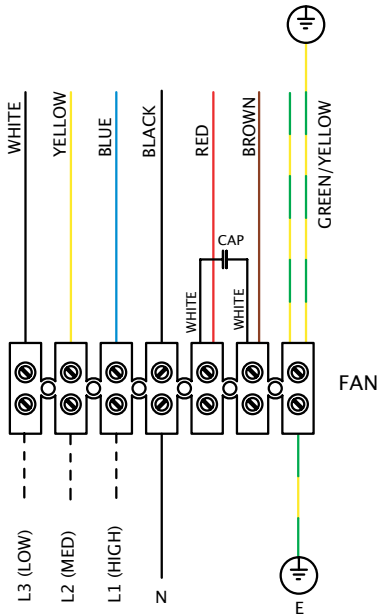 WHITE
YELLOW
BLUE
BLACK
RED
BROWN
GREEN/YELLOW
CAP
WHITE
WHITE
FAN
L3 (LOW)
L2 (MED)
L1 (HIGH)
N
E